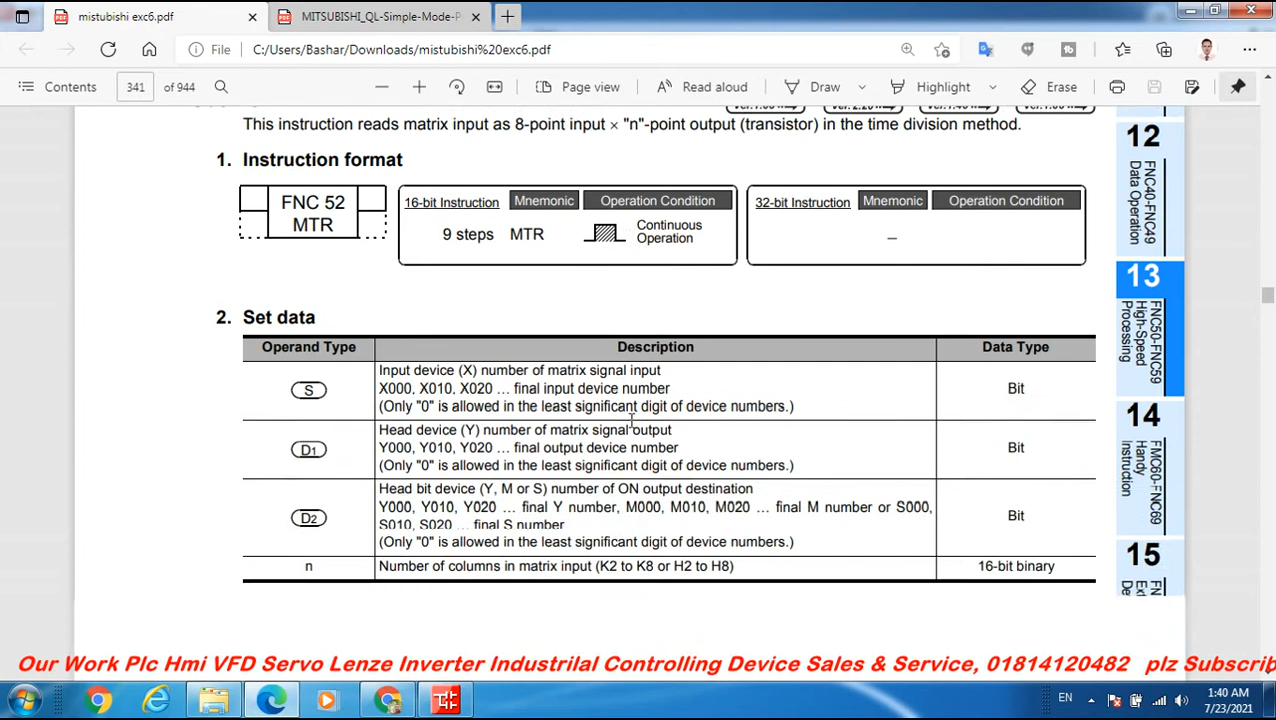 mistubishi exc6.pdf
MITSUBISHI_QL-Simple-Mode-P
File C:/Users/Bashar/Downloads/mistubishi%20exc6.pdf
Contents 341 of 944 Page view Read aloud Draw Highlight Erase
This instruction reads matrix input as 8-point input × "n"-point output (transistor) in the time division method.
1. Instruction format
FNC 52
MTR
16-bit Instruction Mnemonic Operation Condition
9 steps MTR Continuous
Operation
32-bit Instruction Mnemonic Operation Condition
–
2. Set data
Operand Type Description Data Type
Input device (X) number of matrix signal input
S X000, X010, X020 ... final input device number Bit
(Only "0" is allowed in the least significant digit of device numbers.)
Head device (Y) number of matrix signal output
D1 Y000, Y010, Y020 ... final output device number Bit
(Only "0" is allowed in the least significant digit of device numbers.)
Head bit device (Y, M or S) number of ON output destination
D2 Y000, Y010, Y020 ... final Y number, M000, M010, M020 ... final M number or S000, Bit
S010, S020 ... final S number
(Only "0" is allowed in the least significant digit of device numbers.)
n Number of columns in matrix input (K2 to K8 or H2 to H8) 16-bit binary
12
FNC40-FNC49
Data Operation
13
FNC50-FNC59
High-Speed
Processing
14
FMC60-FNC69
Handy
Instruction
15
Our Work Plc Hmi VFD Servo Lenze Inverter Industrilal Controlling Device Sales & Service, 01814120482 plz Subscrib
EN
1:40 AM
7/23/2021